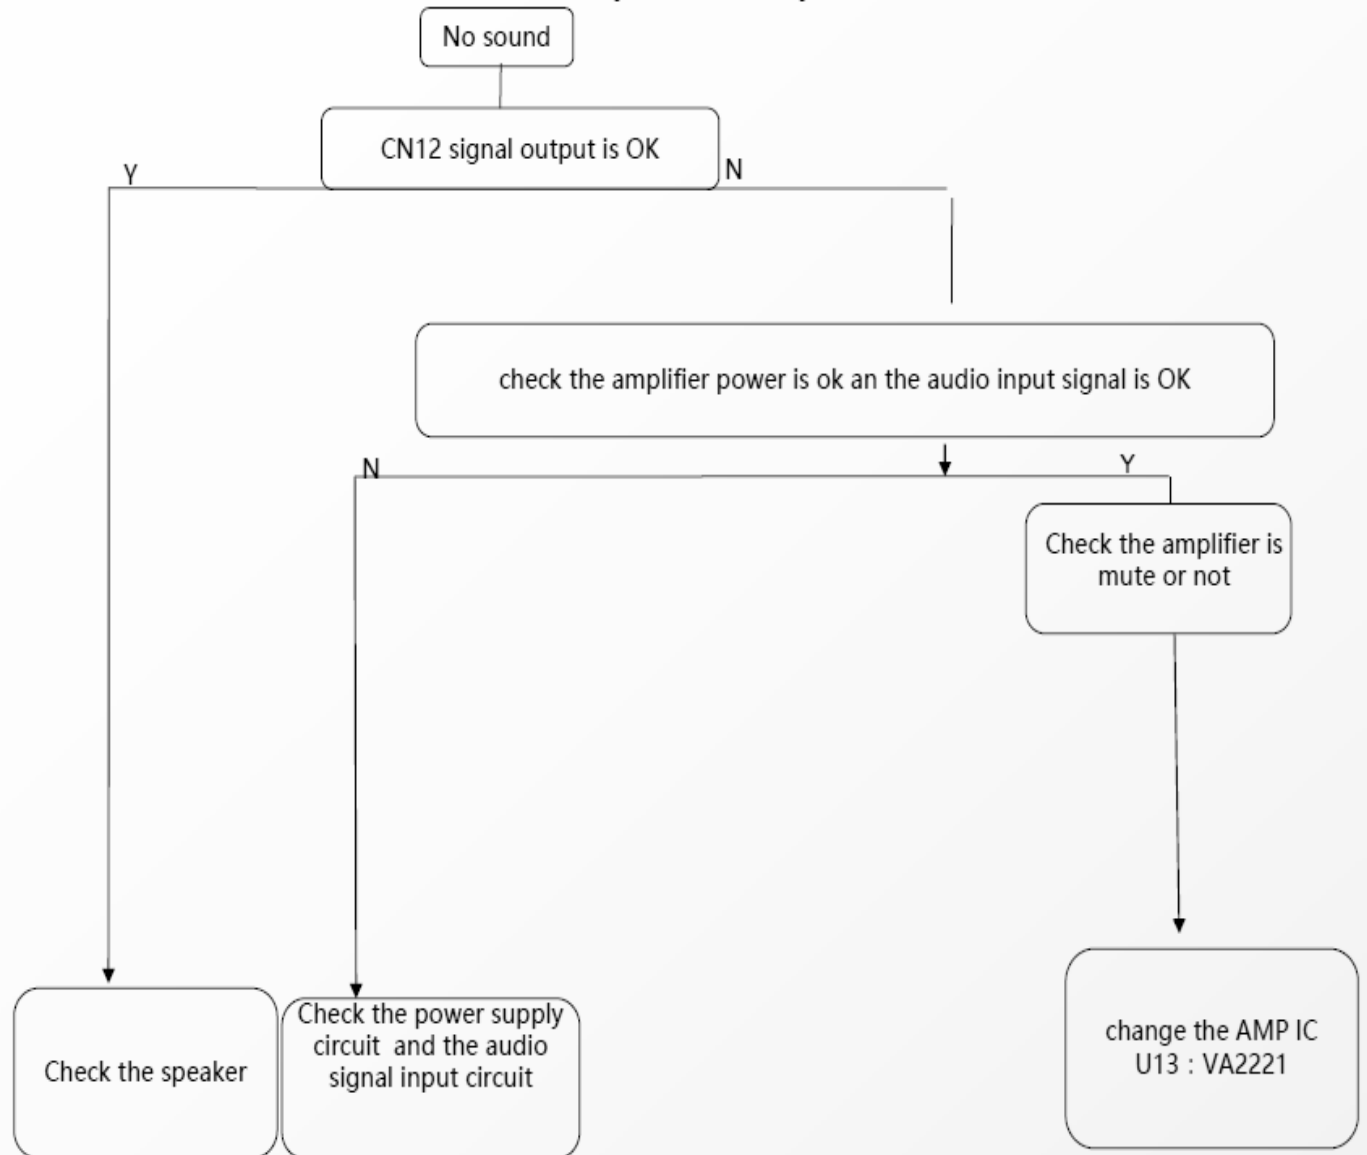 No sound
CN12 signal output is OK
Y
N
check the amplifier power is ok an the audio input signal is OK
N
Y
Check the amplifier is
mute or not
Check the speaker
Check the power supply
circuit and the audio
signal input circuit
change the AMP IC
U13 : VA2221